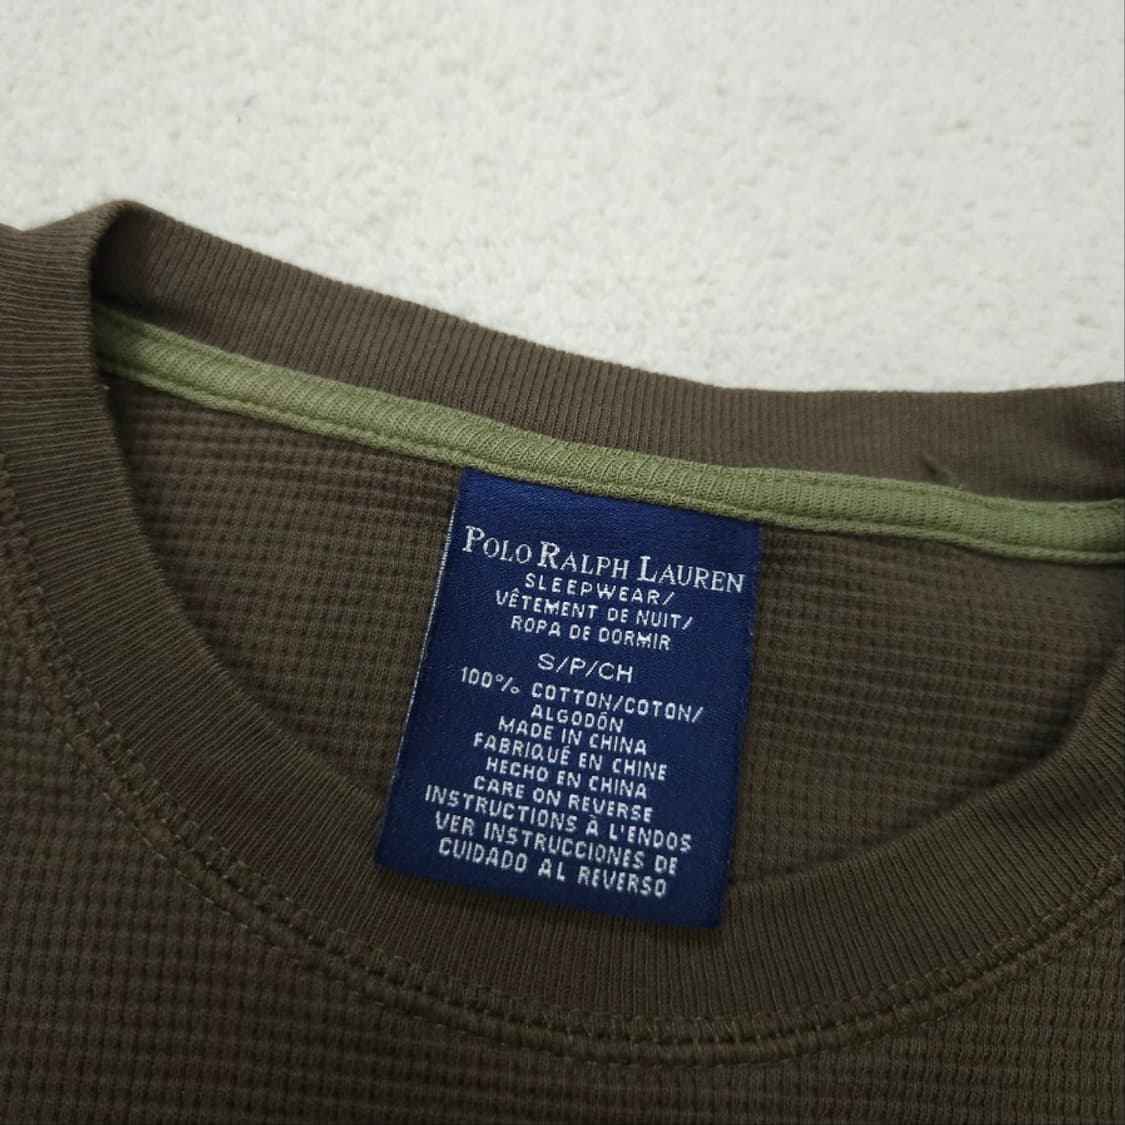 POLO RALPH LAUREN
SLEEPWEAR/
VÊTEMENT DE NUIT/
ROPA DE DORMIR
S/P/CH
100% COTTON/COTON/
ALGODÓN
MADE IN CHINA
FABRIQUÉ EN CHINE
HECHO EN CHINA
CARE ON REVERSE
INSTRUCTIONS À L'ENDOS
VER INSTRUCCIONES DE
CUIDADO AL REVERSO